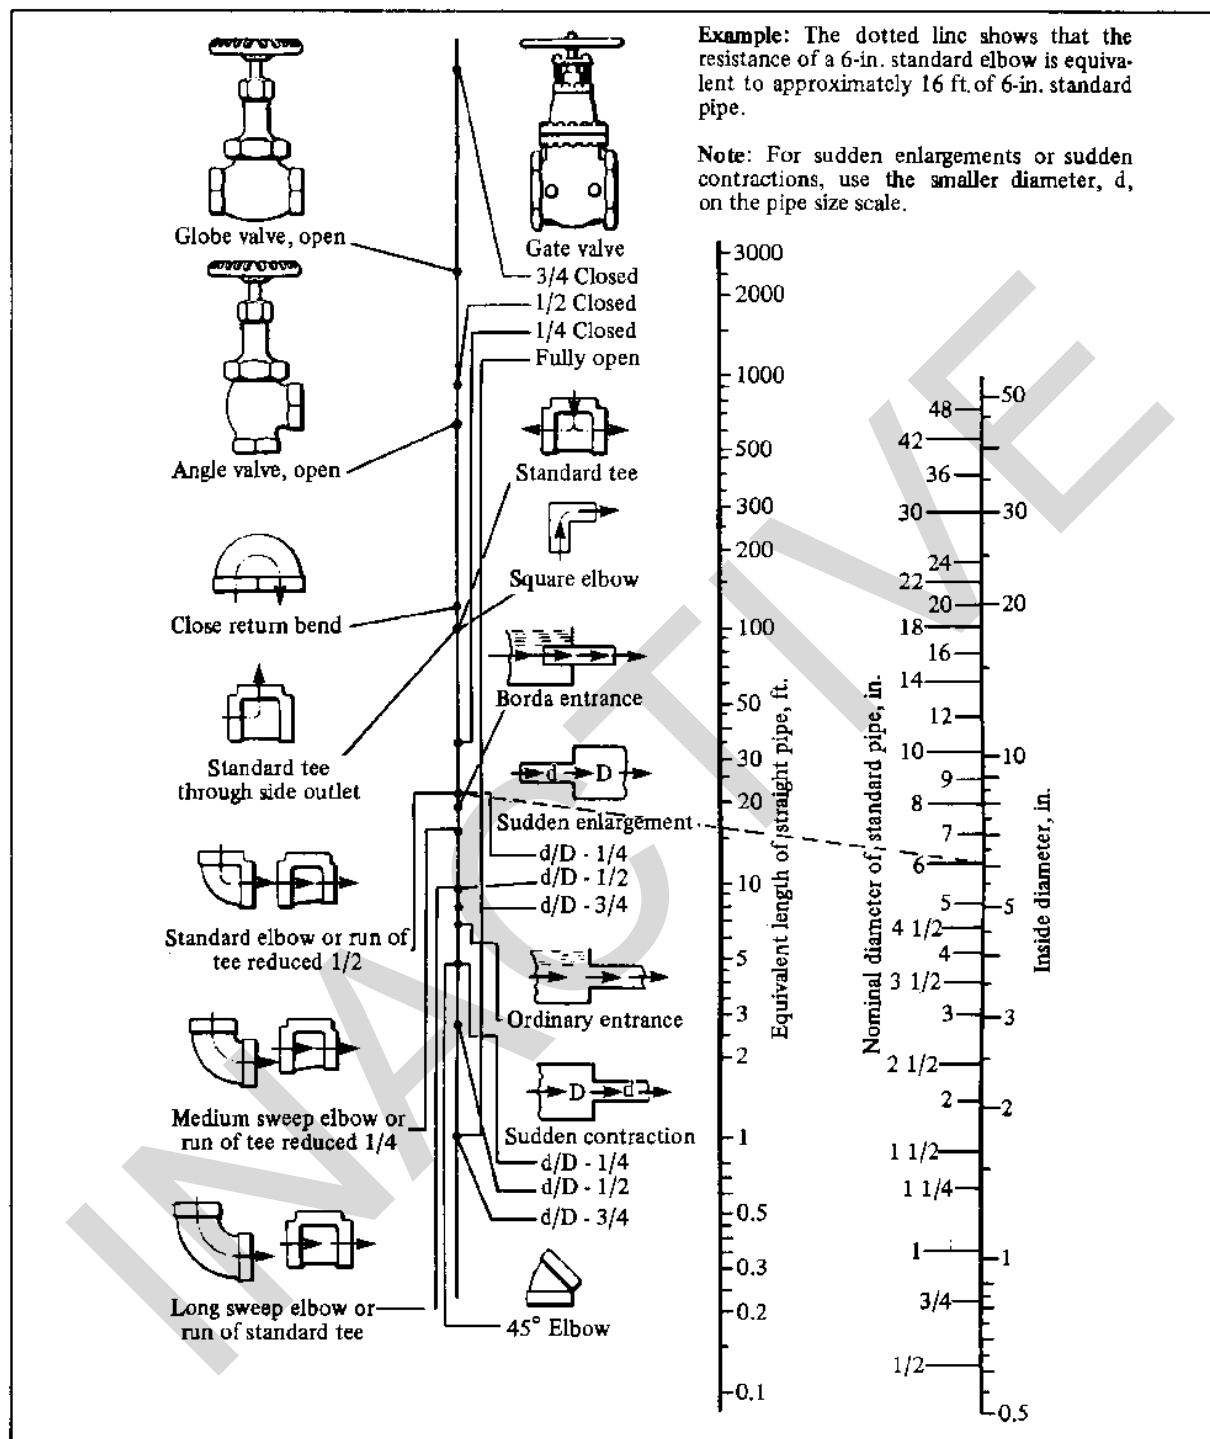 Example: The dotted line shows that the
resistance of a 6-in. standard elbow is equiva-
lent to approximately 16 ft. of 6-in. standard
pipe.
Note: For sudden enlargements or sudden
contractions, use the smaller diameter, d,
on the pipe size scale.
Globe valve, open
Angle valve, open
Close return bend
Standard tee
through side outlet
Standard elbow or run of
tee reduced 1/2
Medium sweep elbow or
run of tee reduced 1/4
Long sweep elbow or
run of standard tee
Gate valve
3/4 Closed
1/2 Closed
1/4 Closed
Fully open
Standard tee
Square elbow
Borda entrance
d
D
Sudden enlargement
d/D - 1/4
d/D - 1/2
d/D - 3/4
Ordinary entrance
D
d
Sudden contraction
d/D - 1/4
d/D - 1/2
d/D - 3/4
45° Elbow
3000
2000
1000
500
300
200
100
50
30
20
10
5
3
2
1
0.5
0.3
0.2
0.1
Equivalent length of straight pipe, ft.
Nominal diameter of standard pipe, in.
48
42
36
30
24
22
20
18
16
14
12
10
9
8
7
6
5
4 1/2
4
3 1/2
3
2 1/2
2
1 1/2
1 1/4
1
3/4
1/2
50
30
20
10
5
3
2
1
0.5
Inside diameter, in.
INACTIVE